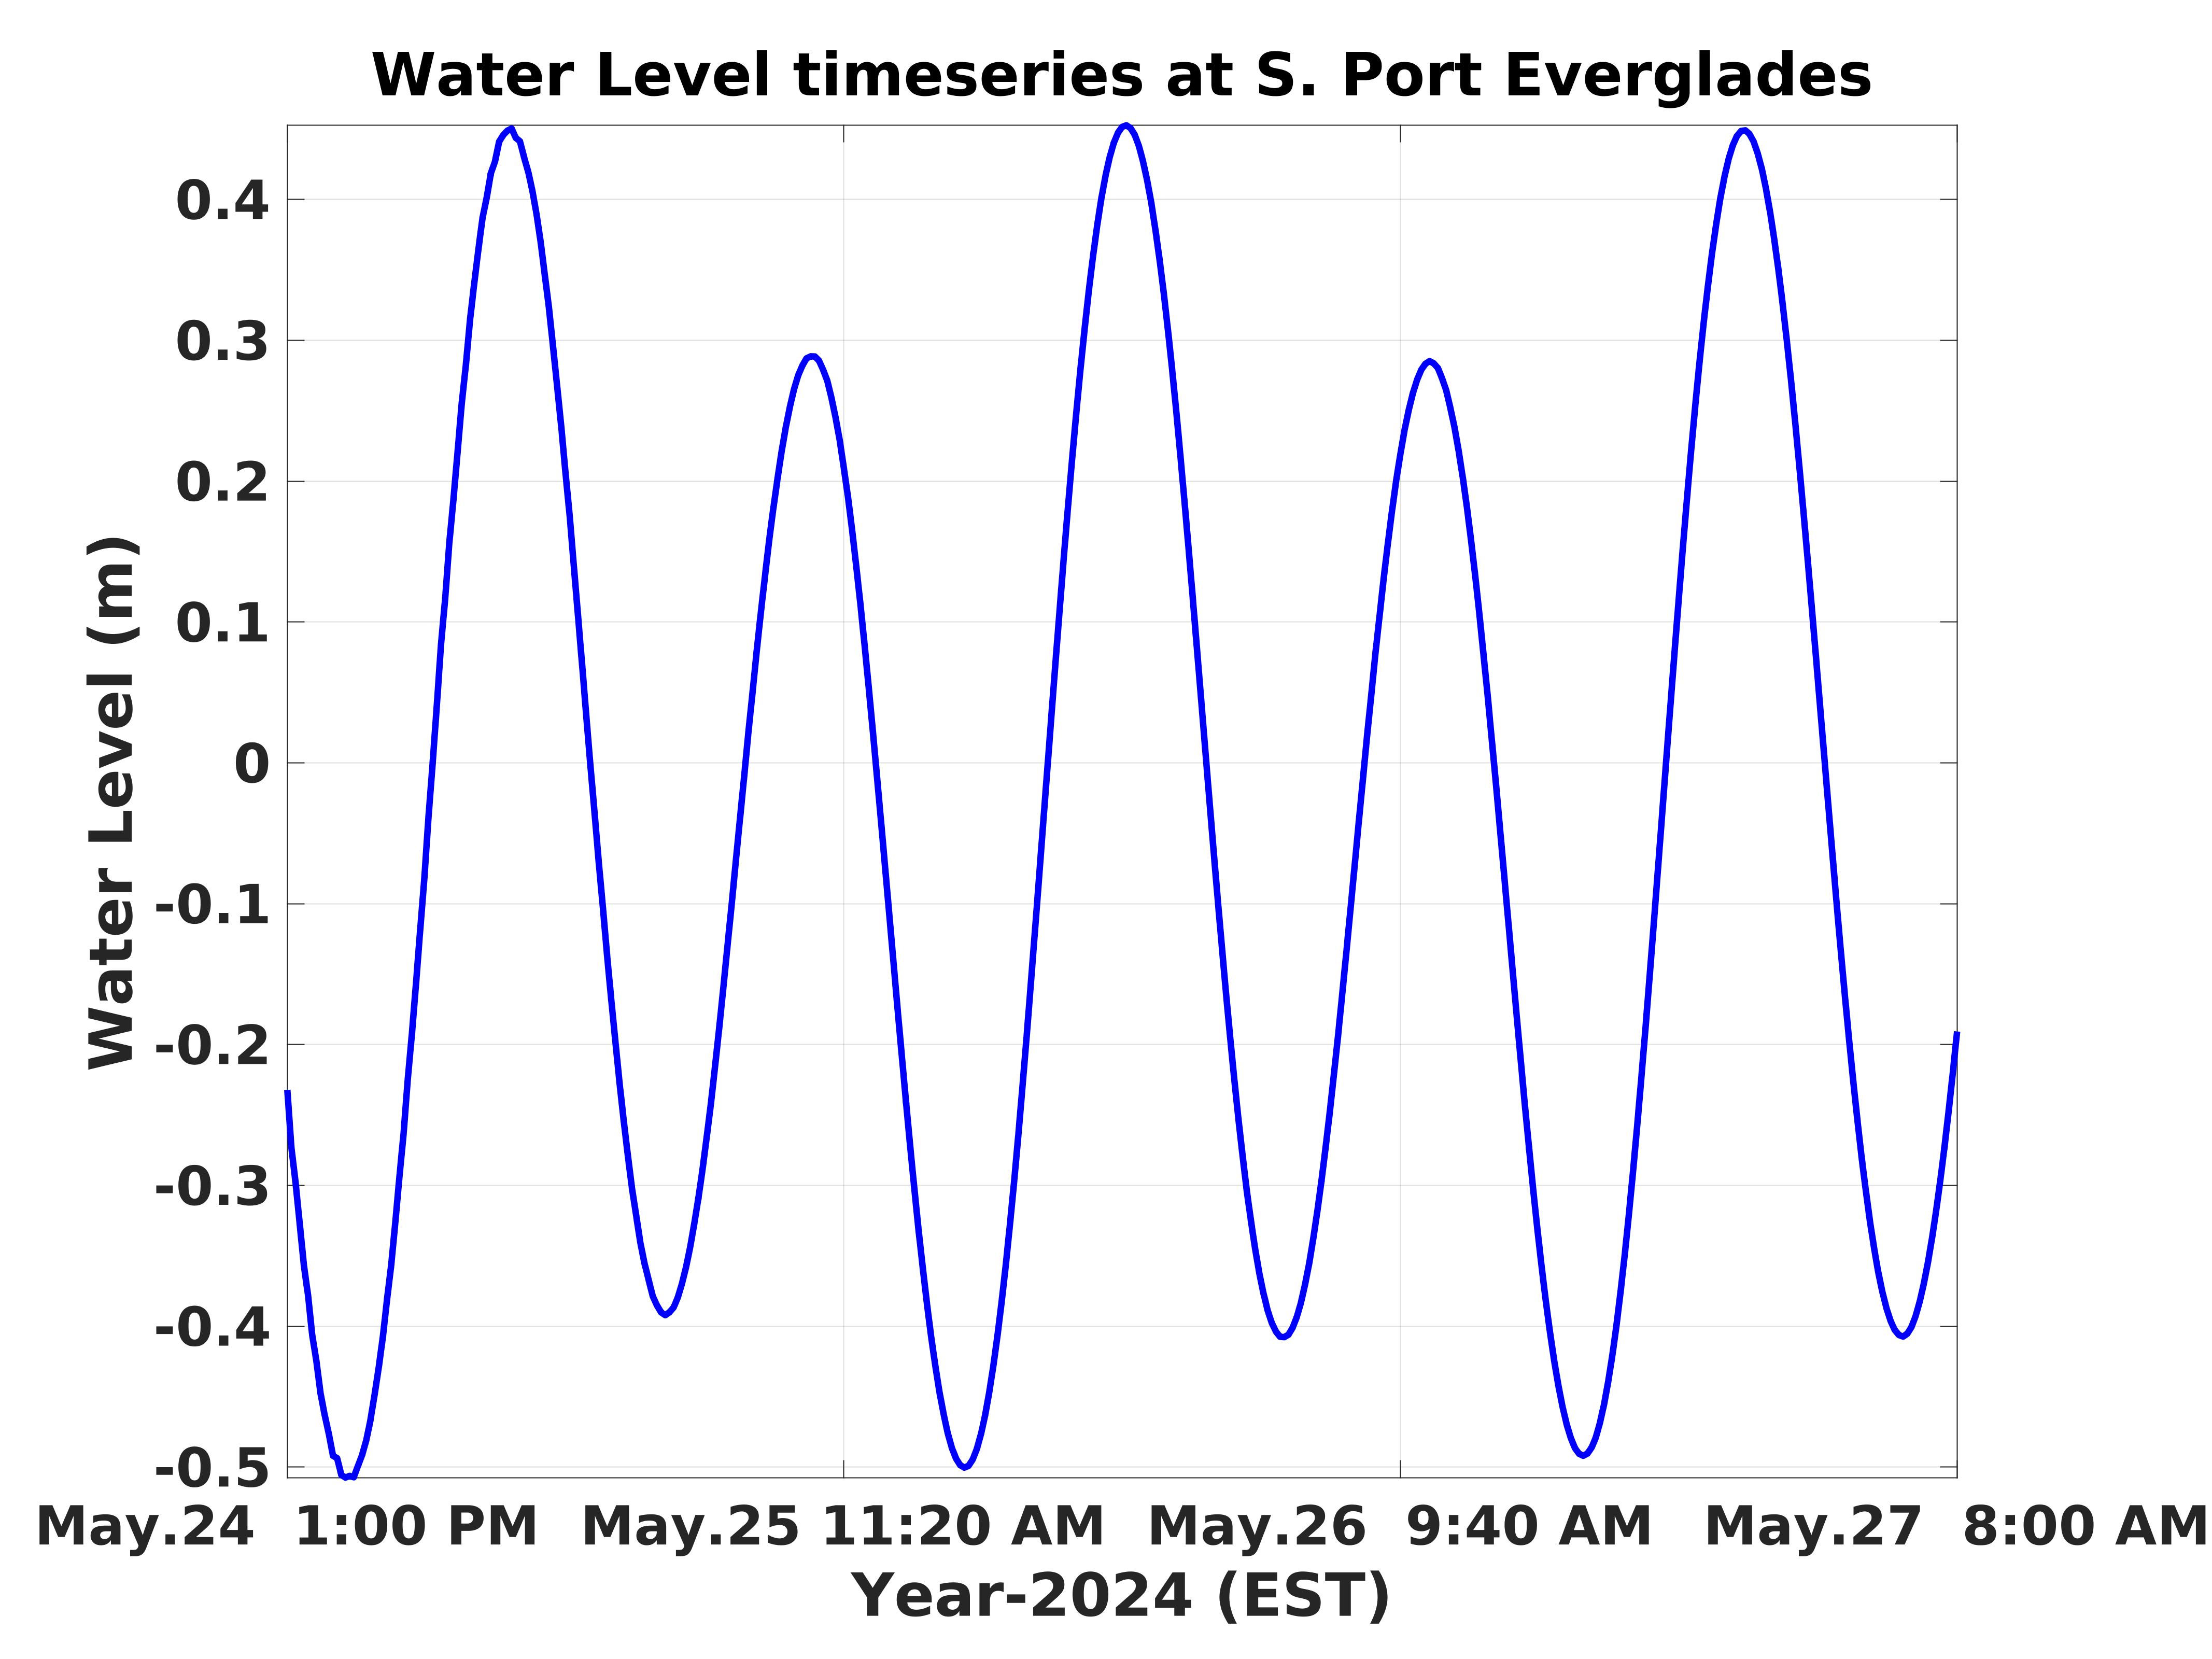 Water Level timeseries at S. Port Everglades
Water Level (m)
0.4
0.3
0.2
0.1
0
-0.1
-0.2
-0.3
-0.4
-0.5
May.24 1:00 PM May.25 11:20 AM May.26 9:40 AM May.27 8:00 AM
Year-2024 (EST)